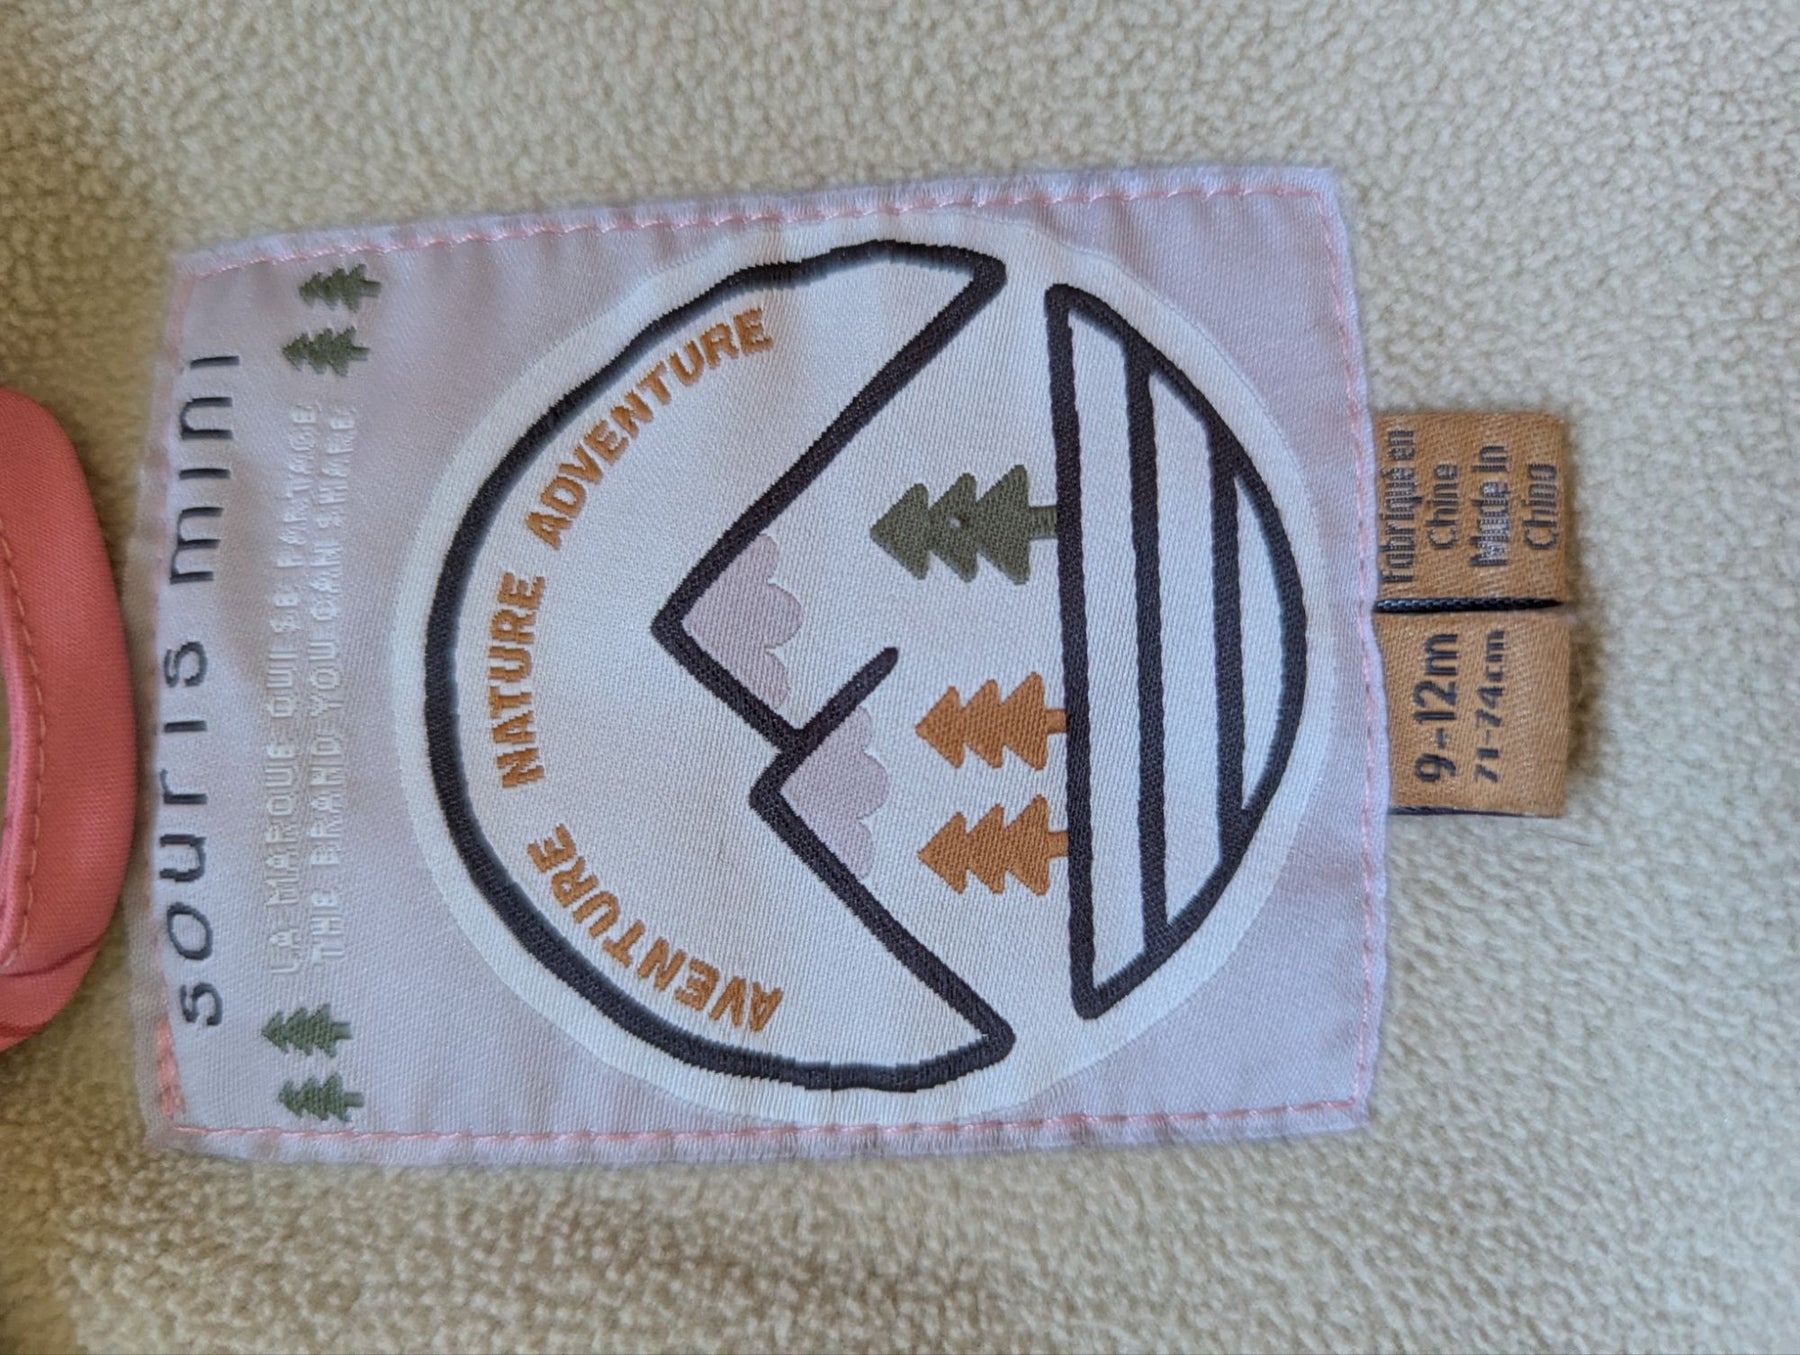 souris mini
LA MARQUE QUI SE PARTAGE
THE BRAND YOU CAN SHARE
AVENTURE NATURE ADVENTURE
9-12m
71-74cm
Fabriqué en
Chine
Made in
China